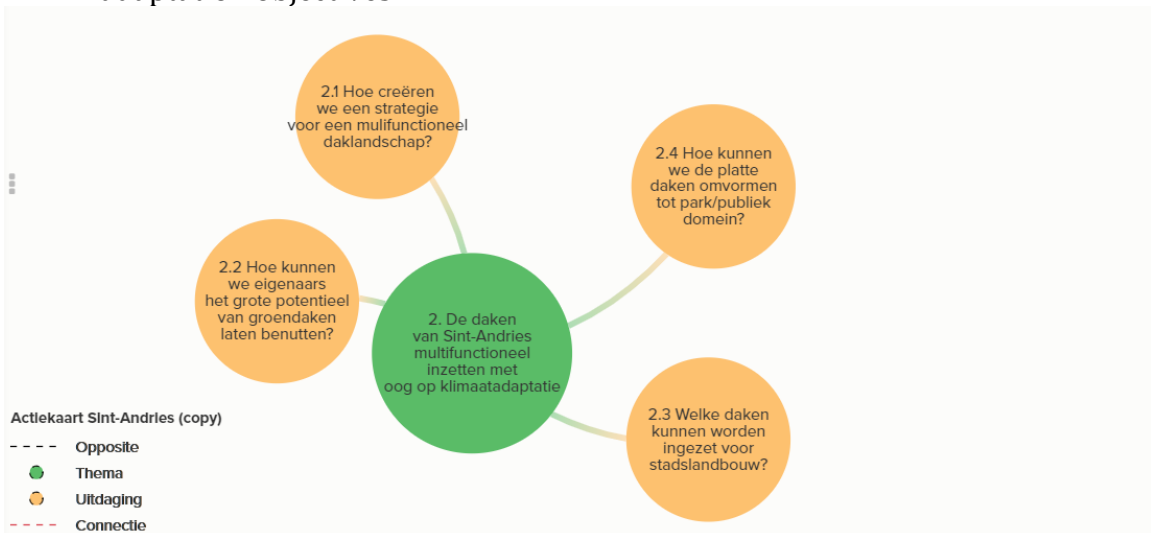 2.1 Hoe creëren
we een strategie
voor een mulifunctioneel
daklandschap?
2.4 Hoe kunnen
we de platte
daken omvormen
tot park/publiek
domein?
2.2 Hoe kunnen
we eigenaars
het grote potentieel
van groendaken
laten benutten?
2. De daken
van Sint-Andries
multifunctioneel
inzetten met
oog op klimaatadaptatie
2.3 Welke daken
kunnen worden
ingezet voor
stadslandbouw?
Actiekaart Sint-Andries (copy)
Opposite
Thema
Uitdaging
Connectie